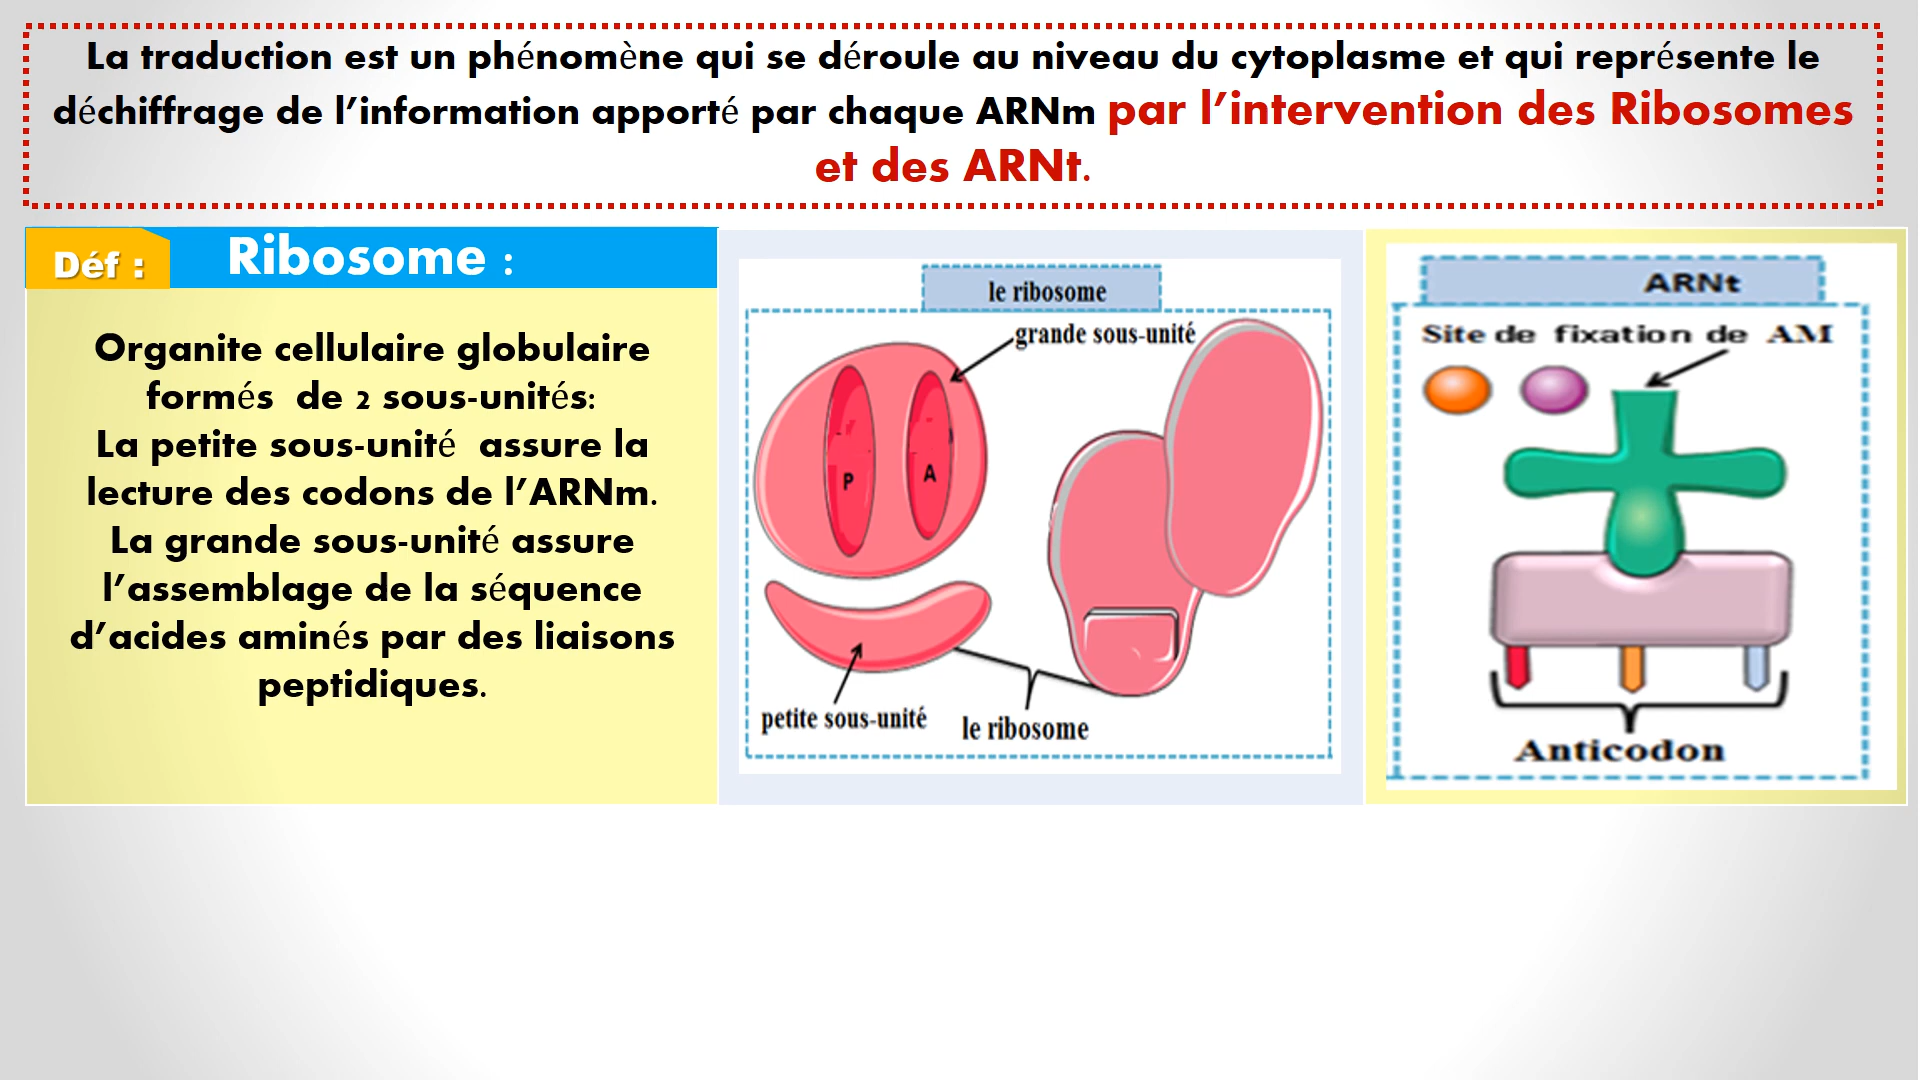 La traduction est un phénomène qui se déroule au niveau du cytoplasme et qui représente le
déchiffrage de l’information apporté par chaque ARNm par l’intervention des Ribosomes
et des ARNt.
Déf :
Ribosome :
Organite cellulaire globulaire
formés de 2 sous-unités:
La petite sous-unité assure la
lecture des codons de l’ARNm.
La grande sous-unité assure
l’assemblage de la séquence
d’acides aminés par des liaisons
peptidiques.
le ribosome
grande sous-unité
P
A
petite sous-unité
le ribosome
ARNt
Site de fixation de AM
Anticodon